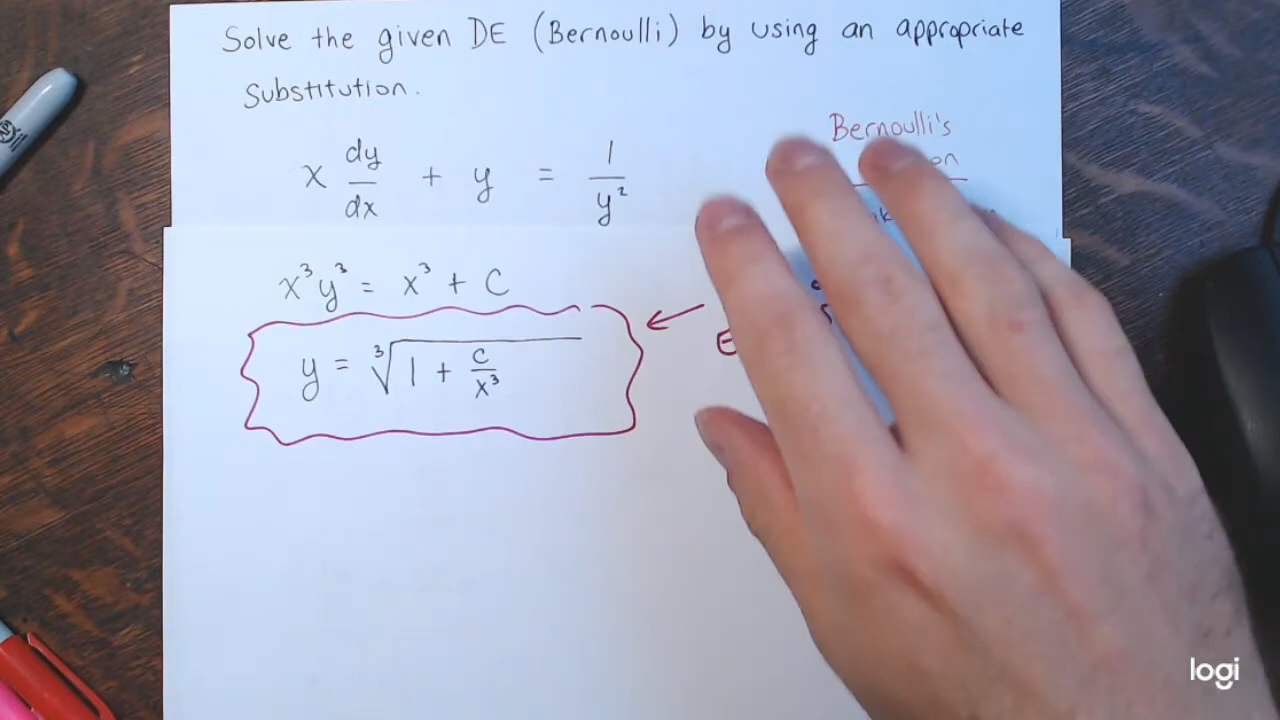 Solve the given DE (Bernoulli) by using an appropriate
Substitution.
Bernoulli's
x dy/dx + y = 1/y²
x³y³ = x³ + C
y = ∛(1 + C/x³)
logi